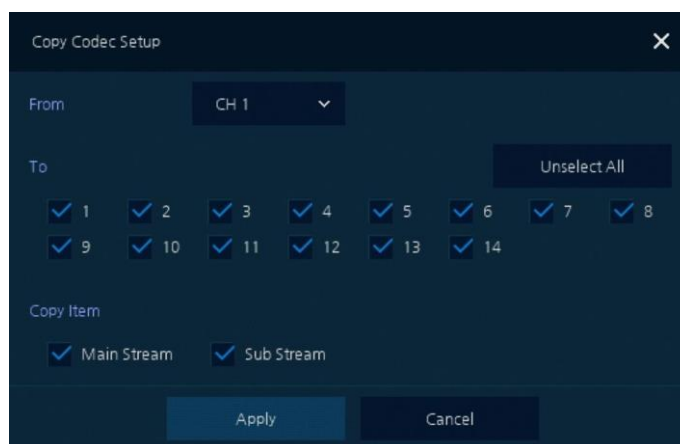 Copy Codec Setup
From CH 1
To Unselect All
1 2 3 4 5 6 7 8
9 10 11 12 13 14
Copy Item
Main Stream Sub Stream
Apply Cancel